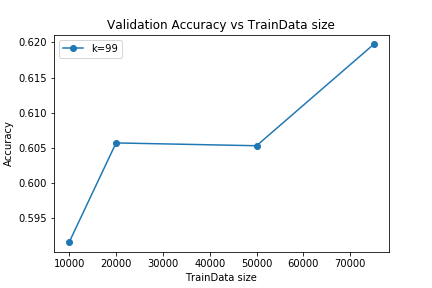 Validation Accuracy vs TrainData size
k=99
0.620
0.615
0.610
0.605
0.600
0.595
Accuracy
10000 20000 30000 40000 50000 60000 70000
TrainData size